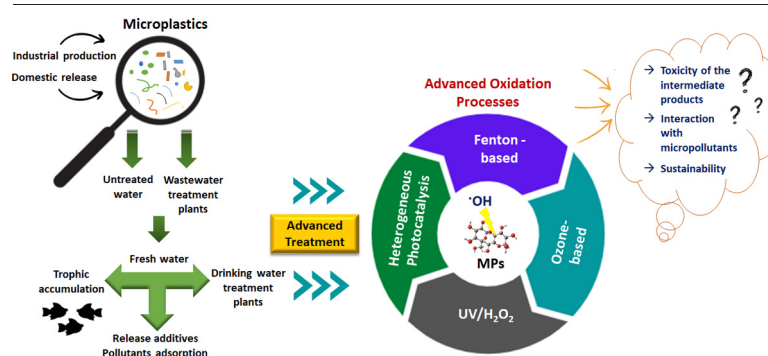 Microplastics
Industrial production
Domestic release
Untreated
water
Wastewater
treatment
plants
Fresh water
Trophic
accumulation
Drinking water
treatment
plants
Release additives
Pollutants adsorption
Advanced
Treatment
Advanced Oxidation
Processes
Fenton -
based
Heterogeneous
Photocatalysis
•OH
MPs
Ozone-
based
UV/H₂O₂
→ Toxicity of the
intermediate
products
?
→ Interaction
with
micropollutants
? ?
→ Sustainability